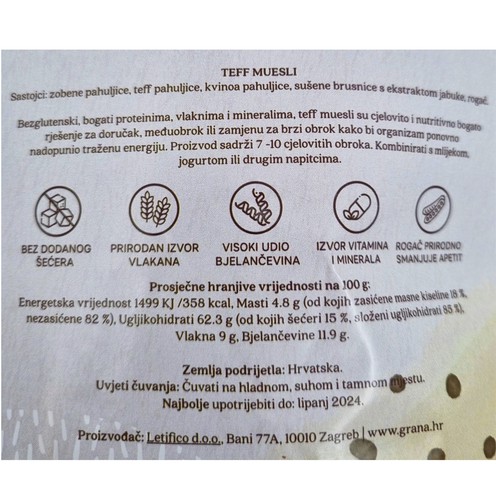 TEFF MUESLI
Sastojci: zobene pahuljice, teff pahuljice, kvinoa pahuljice, sušene brusnice s ekstraktom jabuke, rogač.
Bezglutenski, bogati proteinima, vlaknima i mineralima, teff muesli su cjelovito i nutritivno bogato
rješenje za doručak, međuobrok ili zamjenu za brzi obrok kako bi organizam ponovno
nadopunio traženu energiju. Proizvod sadrži 7 -10 cjelovitih obroka. Kombinirati s mlijekom,
jogurtom ili drugim napitcima.
BEZ DODANOG
ŠEĆERA
PRIRODAN IZVOR
VLAKANA
VISOKI UDIO
BJELANČEVINA
IZVOR VITAMINA
I MINERALA
ROGAČ PRIRODNO
SMANJUJE APETIT
Prosječne hranjive vrijednosti na 100 g:
Energetska vrijednost 1499 KJ /358 kcal, Masti 4.8 g (od kojih zasićene masne kiseline 18 %,
nezasićene 82 %), Ugljikohidrati 62.3 g (od kojih šećeri 15 %, složeni ugljikohidrati 85 %),
Vlakna 9 g, Bjelančevine 11.9 g.
Zemlja podrijetla: Hrvatska.
Uvjeti čuvanja: Čuvati na hladnom, suhom i tamnom mjestu.
Najbolje upotrijebiti do: lipanj 2024.
Proizvođač: Letifico d.o.o., Bani 77A, 10010 Zagreb | www.grana.hr